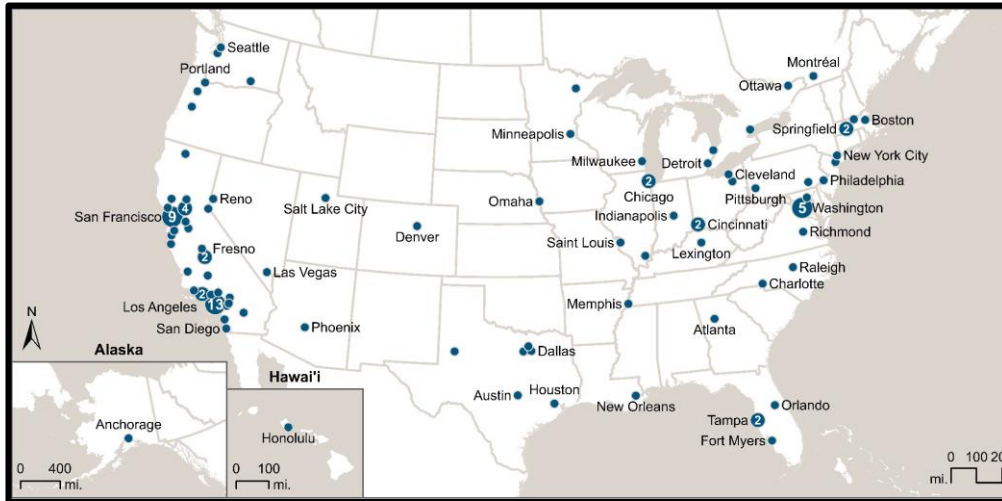 Seattle
Portland
Montréal
Ottawa
Minneapolis
Springfield
2
Boston
Milwaukee
Detroit
New York City
Cleveland
2
Chicago
Philadelphia
Pittsburgh
Reno
Salt Lake City
Omaha
4
San Francisco
9
5
Washington
Indianapolis
2
Cincinnati
Denver
Richmond
Saint Louis
Lexington
Fresno
2
Las Vegas
Raleigh
Charlotte
2
Los Angeles
13
Memphis
San Diego
Phoenix
Atlanta
N
Dallas
Alaska
Hawai'i
Austin
Houston
New Orleans
Orlando
Tampa
2
Anchorage
Honolulu
Fort Myers
0 400
mi.
0 100
mi.
0 100 20
mi.